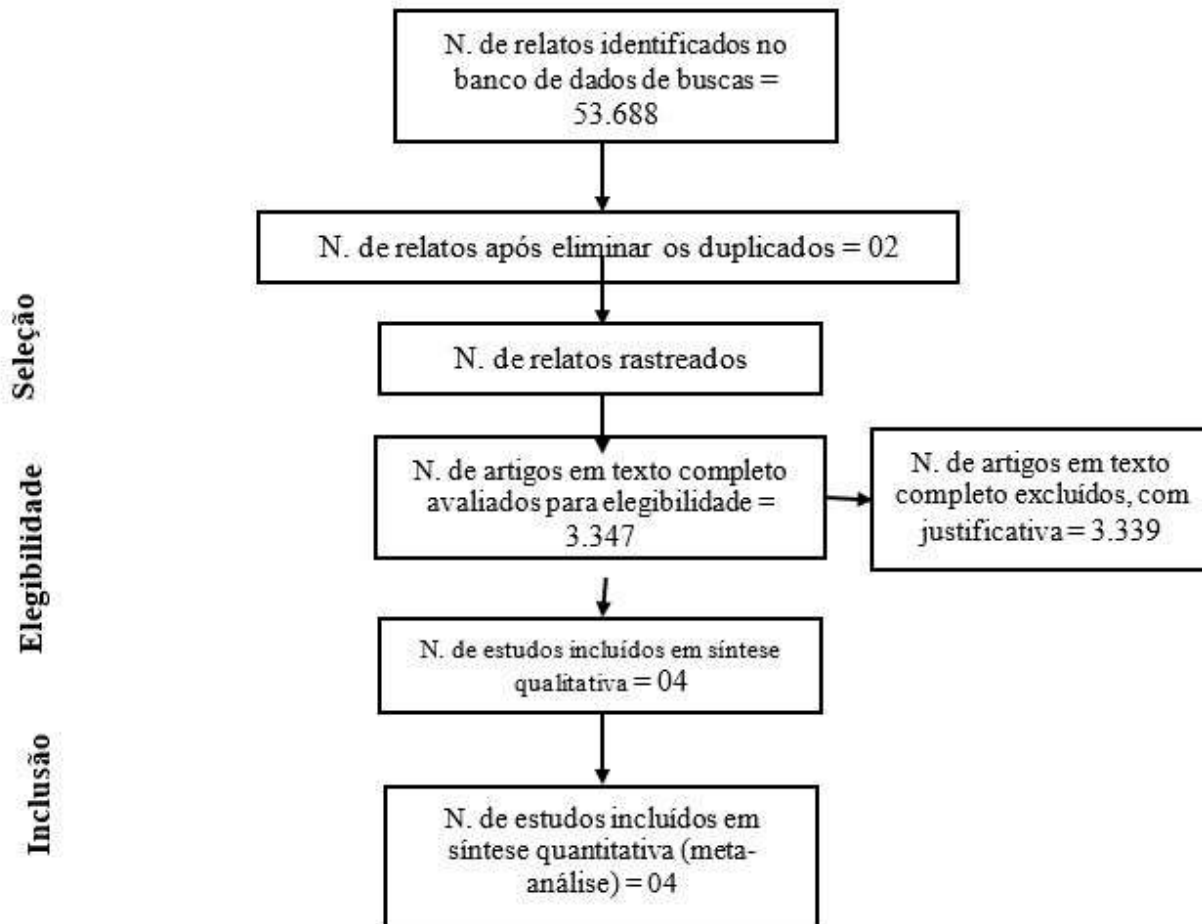 N. de relatos identificados no
banco de dados de buscas =
53.688
N. de relatos após eliminar os duplicados = 02
Seleção
N. de relatos rastreados
Elegibilidade
N. de artigos em texto completo
avaliados para elegibilidade =
3.347
N. de artigos em texto
completo excluídos, com
justificativa = 3.339
N. de estudos incluídos em síntese
qualitativa = 04
Inclusão
N. de estudos incluídos em
síntese quantitativa (meta-
análise) = 04